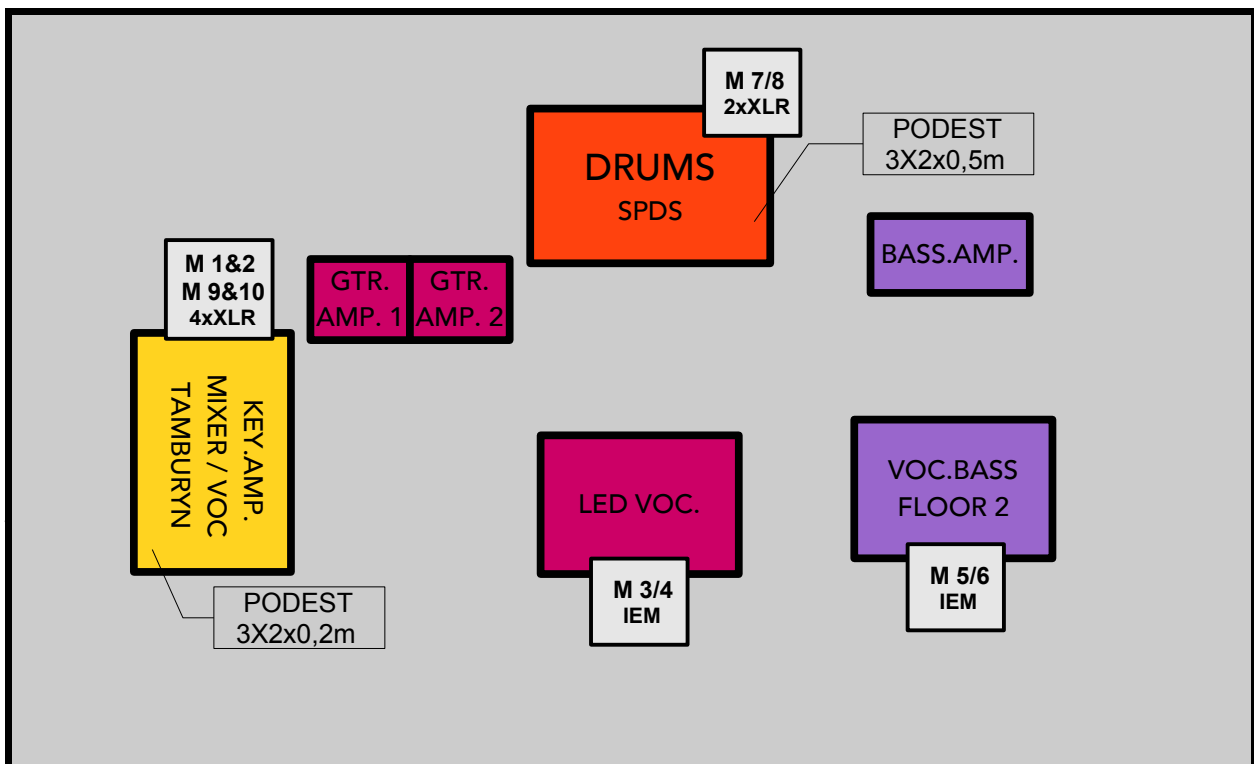 M 7/8
2xXLR
PODEST
3X2x0,5m
DRUMS
SPDS
BASS.AMP.
M 1&2
M 9&10
4xXLR
GTR.
AMP. 1
GTR.
AMP. 2
KEY.AMP.
MIXER / VOC
TAMBURYN
LED VOC.
VOC.BASS
FLOOR 2
M 3/4
IEM
M 5/6
IEM
PODEST
3X2x0,2m